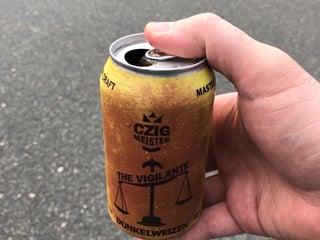 CRAFT
MASTE
CZIG
MEISTER
THE VIGILANTE
DUNKELWEIZEN